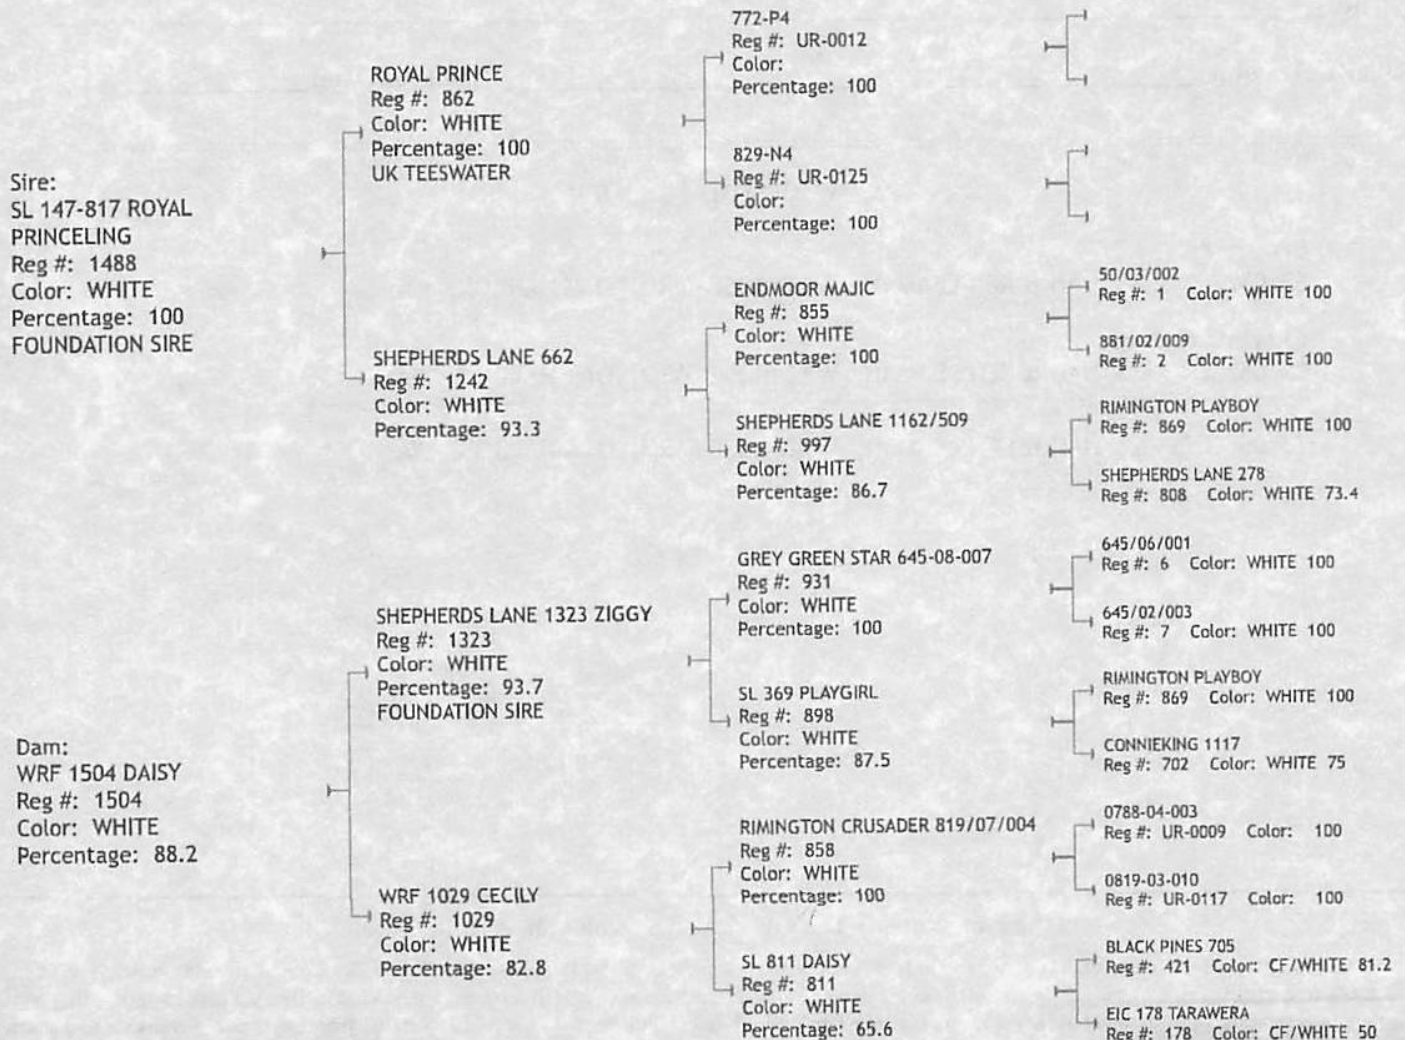 Sire:
SL 147-817 ROYAL
PRINCELING
Reg #: 1488
Color: WHITE
Percentage: 100
FOUNDATION SIRE
Dam:
WRF 1504 DAISY
Reg #: 1504
Color: WHITE
Percentage: 88.2
ROYAL PRINCE
Reg #: 862
Color: WHITE
Percentage: 100
UK TEESWATER
SHEPHERDS LANE 662
Reg #: 1242
Color: WHITE
Percentage: 93.3
SHEPHERDS LANE 1323 ZIGGY
Reg #: 1323
Color: WHITE
Percentage: 93.7
FOUNDATION SIRE
WRF 1029 CECILY
Reg #: 1029
Color: WHITE
Percentage: 82.8
772-P4
Reg #: UR-0012
Color:
Percentage: 100
829-N4
Reg #: UR-0125
Color:
Percentage: 100
ENDMOOR MAJIC
Reg #: 855
Color: WHITE
Percentage: 100
SHEPHERDS LANE 1162/509
Reg #: 997
Color: WHITE
Percentage: 86.7
GREY GREEN STAR 645-08-007
Reg #: 931
Color: WHITE
Percentage: 100
SL 369 PLAYGIRL
Reg #: 898
Color: WHITE
Percentage: 87.5
RIMINGTON CRUSADER 819/07/004
Reg #: 858
Color: WHITE
Percentage: 100
SL 811 DAISY
Reg #: 811
Color: WHITE
Percentage: 65.6
50/03/002
Reg #: 1 Color: WHITE 100
881/02/009
Reg #: 2 Color: WHITE 100
RIMINGTON PLAYBOY
Reg #: 869 Color: WHITE 100
SHEPHERDS LANE 278
Reg #: 808 Color: WHITE 73.4
645/06/001
Reg #: 6 Color: WHITE 100
645/02/003
Reg #: 7 Color: WHITE 100
RIMINGTON PLAYBOY
Reg #: 869 Color: WHITE 100
CONNIEKING 1117
Reg #: 702 Color: WHITE 75
0788-04-003
Reg #: UR-0009 Color: 100
0819-03-010
Reg #: UR-0117 Color: 100
BLACK PINES 705
Reg #: 421 Color: CF/WHITE 81.2
EIC 178 TARAWERA
Reg #: 178 Color: CF/WHITE 50